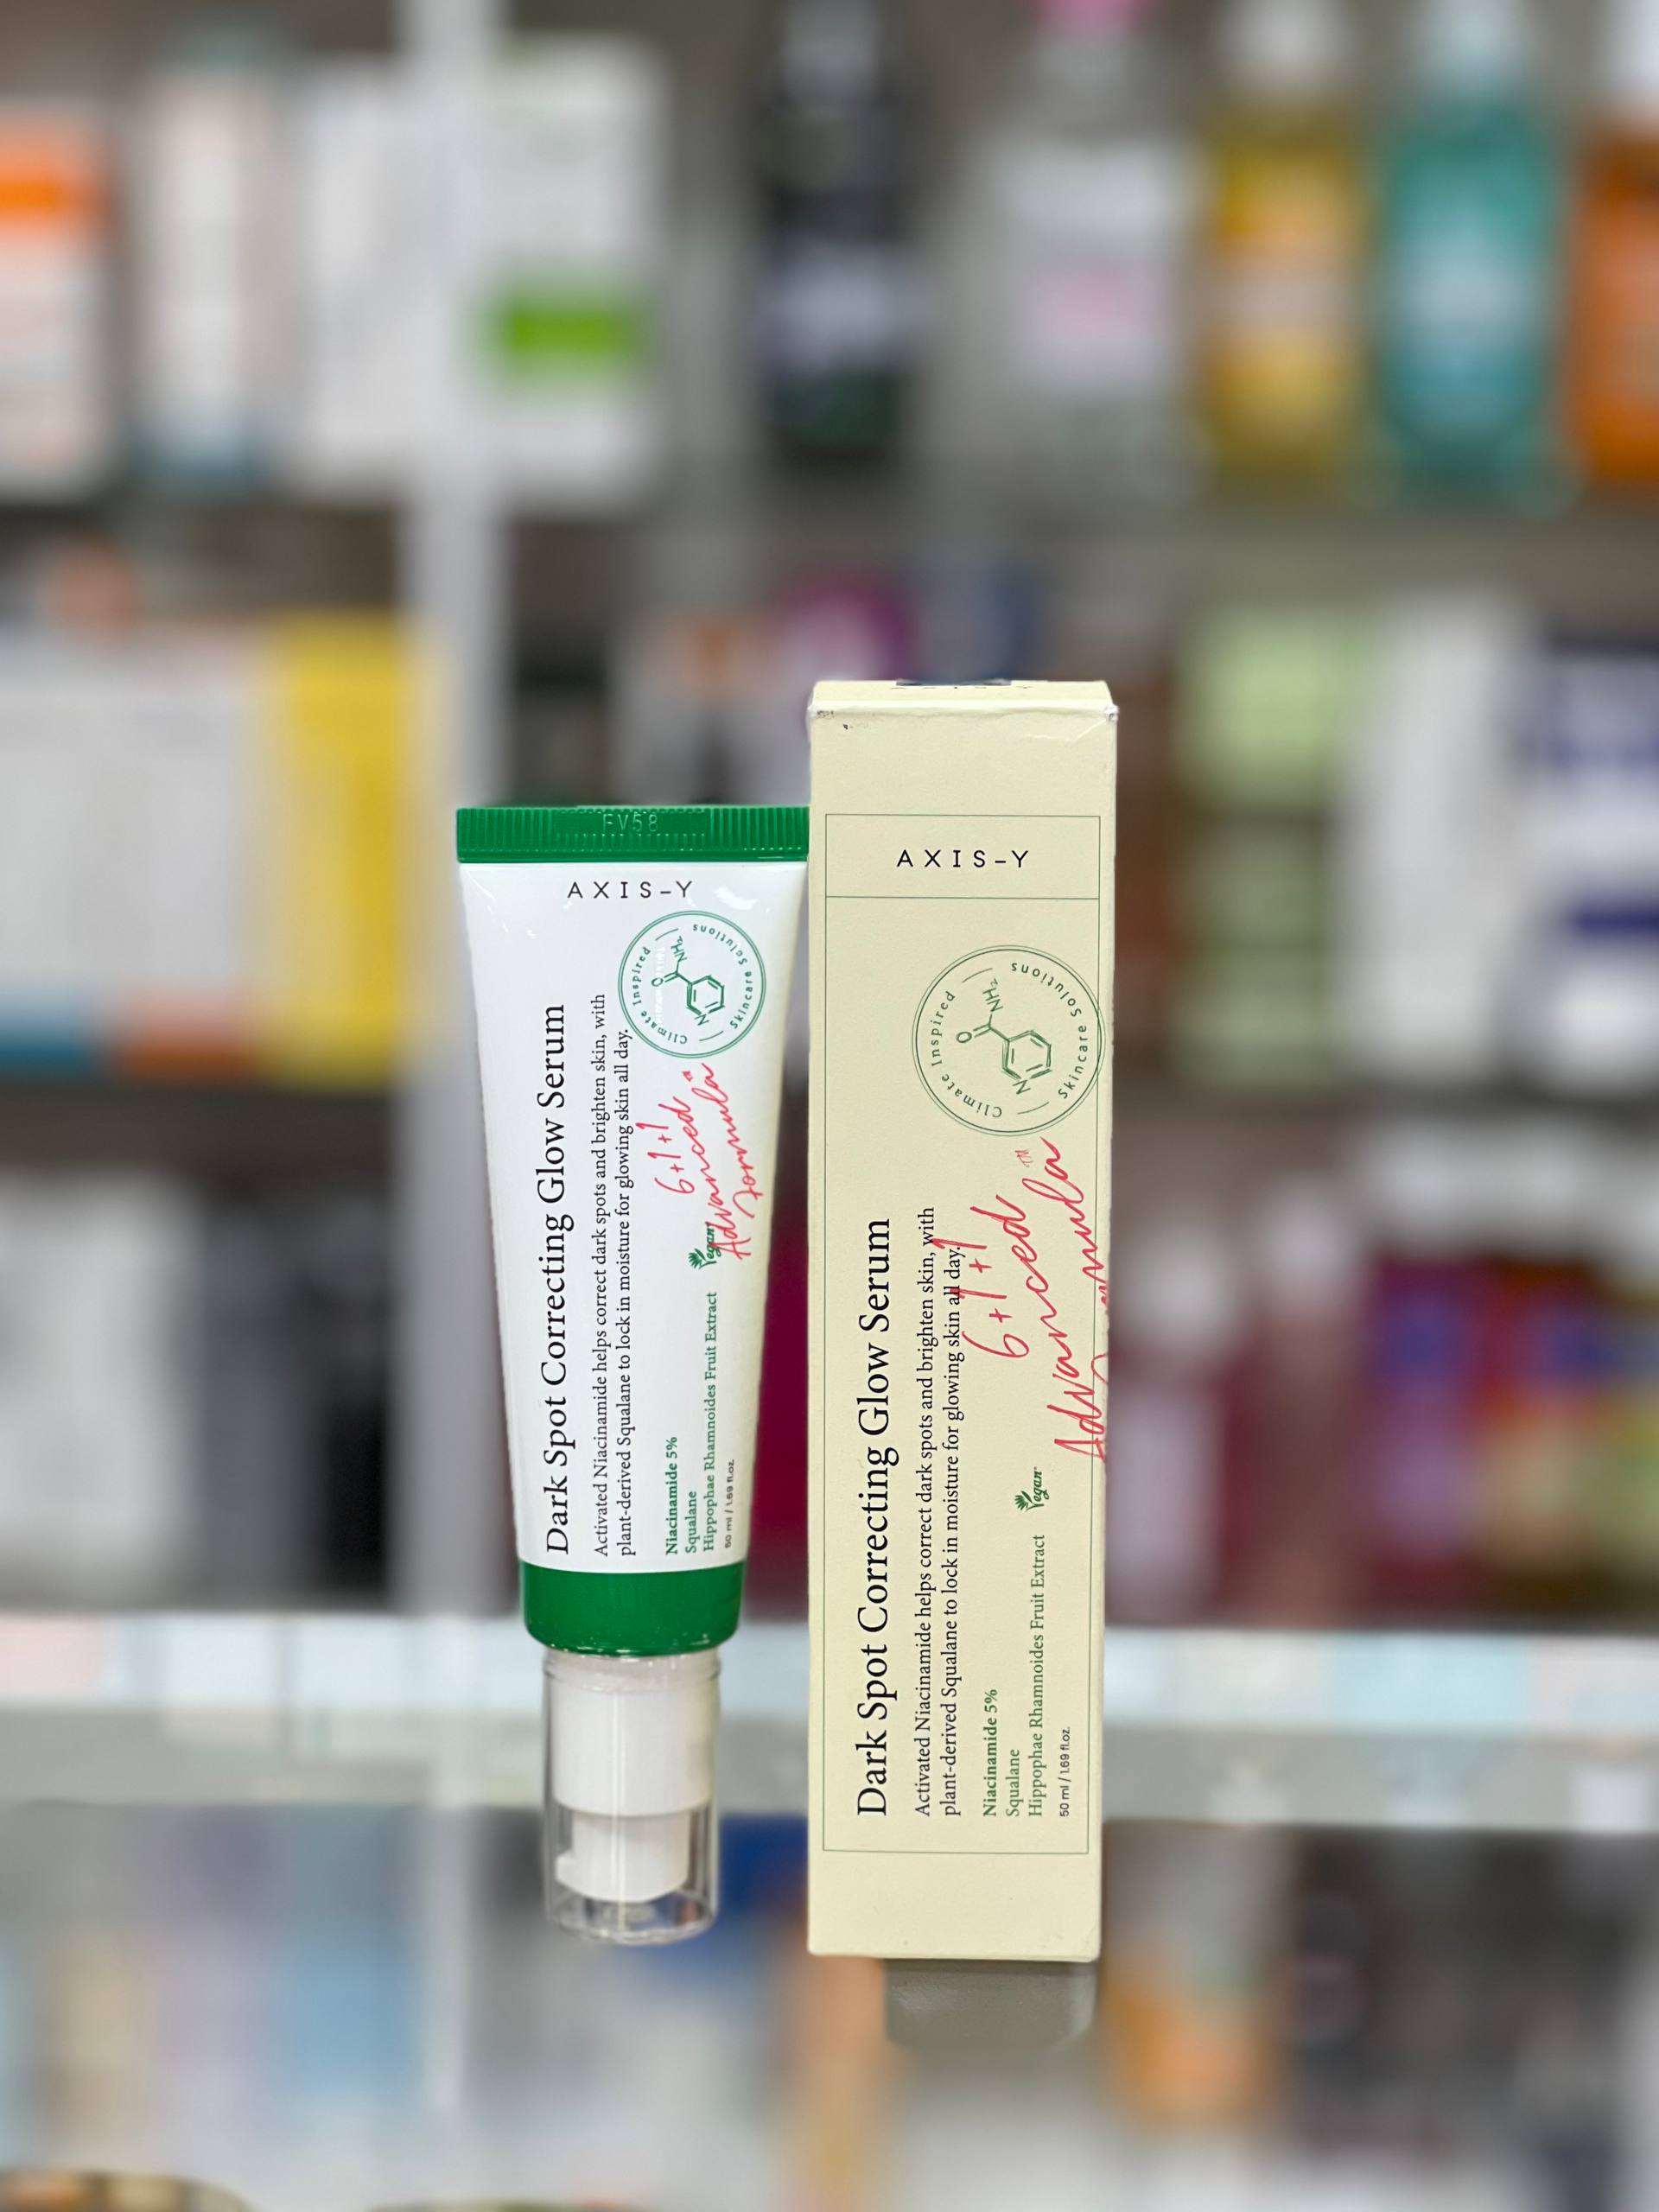 FV58
AXIS-Y
Climate Inspired
Skincare Solutions
O
NH₂
N
Dark Spot Correcting Glow Serum
Activated Niacinamide helps correct dark spots and brighten skin, with
plant-derived Squalane to lock in moisture for glowing skin all day.
6+1+1
Advanced
Formula™
Niacinamide 5%
Squalane
Hippophae Rhamnoides Fruit Extract
Vegan
50 ml / 1.69 fl.oz.
AXIS-Y
AXIS-Y
Climate Inspired
Skincare Solutions
O
NH₂
N
Dark Spot Correcting Glow Serum
Activated Niacinamide helps correct dark spots and brighten skin, with
plant-derived Squalane to lock in moisture for glowing skin all day.
6+1+1
Advanced
Formula™
Niacinamide 5%
Squalane
Hippophae Rhamnoides Fruit Extract
Vegan
50 ml / 1.69 fl.oz.